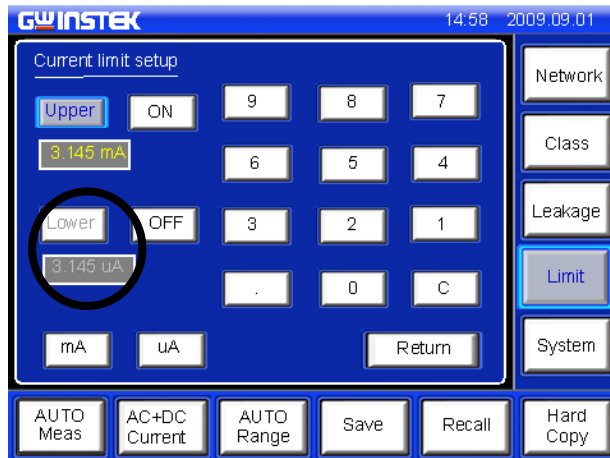 GWINSTEK 14:58 2009.09.01
Current limit setup
Network
Upper ON 9 8 7
3.145 mA
Class
6 5 4
Lower OFF 3 2 1
Leakage
3.145 uA
. 0 C
Limit
mA uA Return
System
AUTO Meas
AC+DC Current
AUTO Range
Save
Recall
Hard Copy